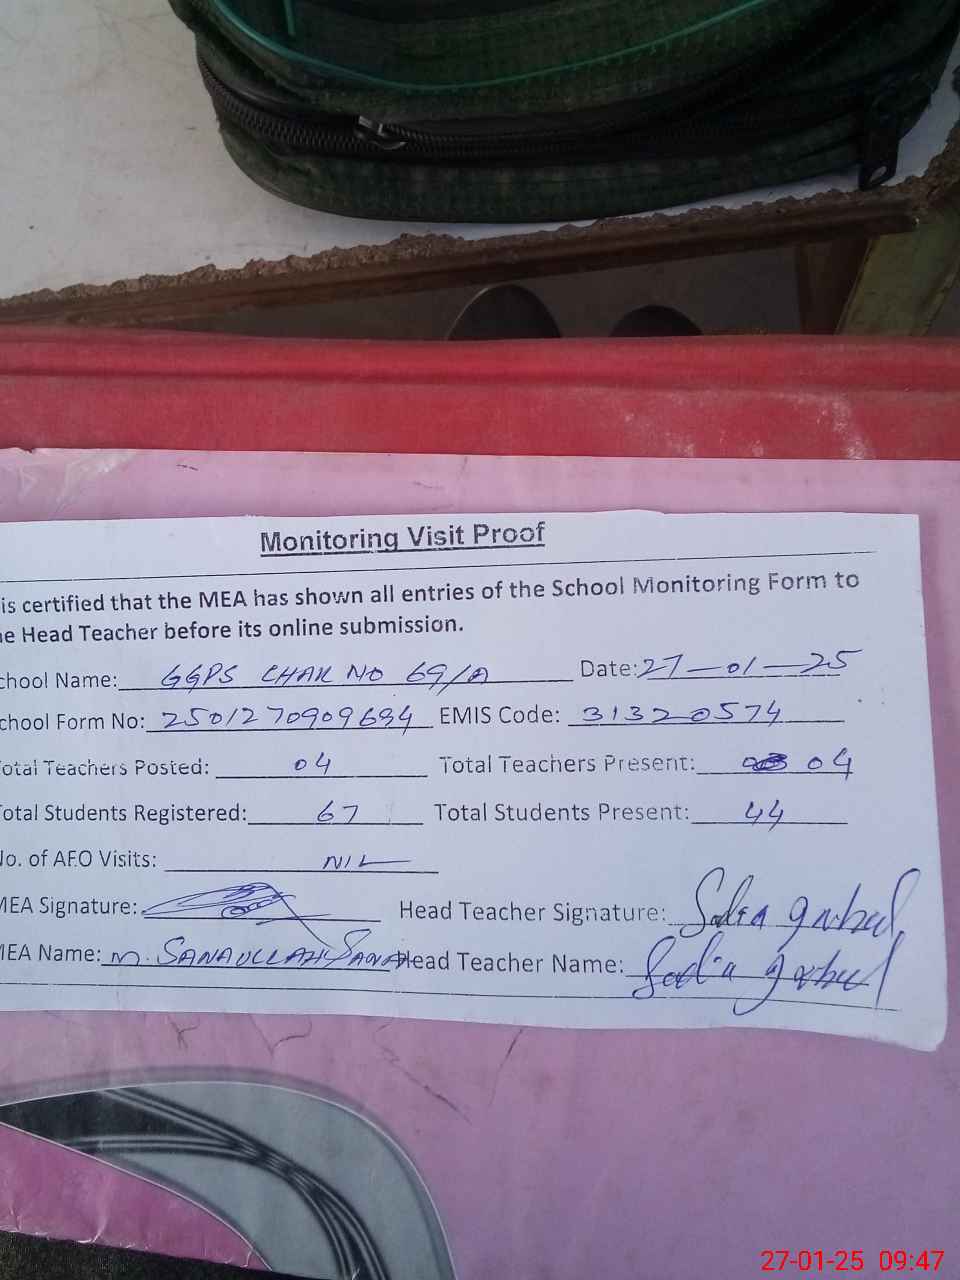 Monitoring Visit Proof
is certified that the MEA has shown all entries of the School Monitoring Form to
he Head Teacher before its online submission.
chool Name: GGPS CHAK NO 69/A Date: 27-01-25
chool Form No: 2501270909694 EMIS Code: 31320574
otal Teachers Posted: 04 Total Teachers Present: 04
otal Students Registered: 67 Total Students Present: 44
No. of AEO Visits: NIL
MEA Signature: Head Teacher Signature: Sadia
MEA Name: M. SANAULLAH Head Teacher Name: Sadia
27-01-25 09:47